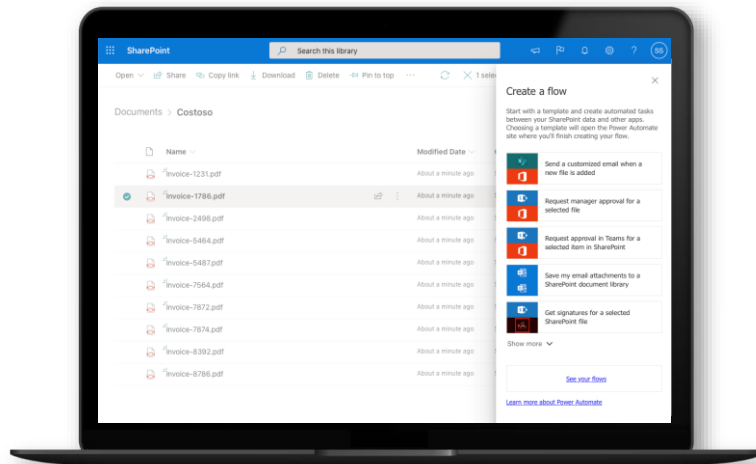 SharePoint
Search this library
?
SS
Open
Share
Copy link
Download
Delete
Pin to top
...
1 sele
Documents > Costoso
Name
Modified Date
invoice-1231.pdf
About a minute ago
invoice-1786.pdf
About a minute ago
invoice-2498.pdf
About a minute ago
invoice-5464.pdf
About a minute ago
invoice-5487.pdf
About a minute ago
invoice-7564.pdf
About a minute ago
invoice-7872.pdf
About a minute ago
invoice-7874.pdf
About a minute ago
invoice-8392.pdf
About a minute ago
invoice-8786.pdf
About a minute ago
Create a flow
Start with a template and create automated tasks
between your SharePoint data and other apps.
Choosing a template will open the Power Automate
site where you'll finish creating your flow.
Send a customized email when a
new file is added
Request manager approval for a
selected file
Request approval in Teams for a
selected item in SharePoint
Save my email attachments to a
SharePoint document library
Get signatures for a selected
SharePoint file
Show more
See your flows
Learn more about Power Automate